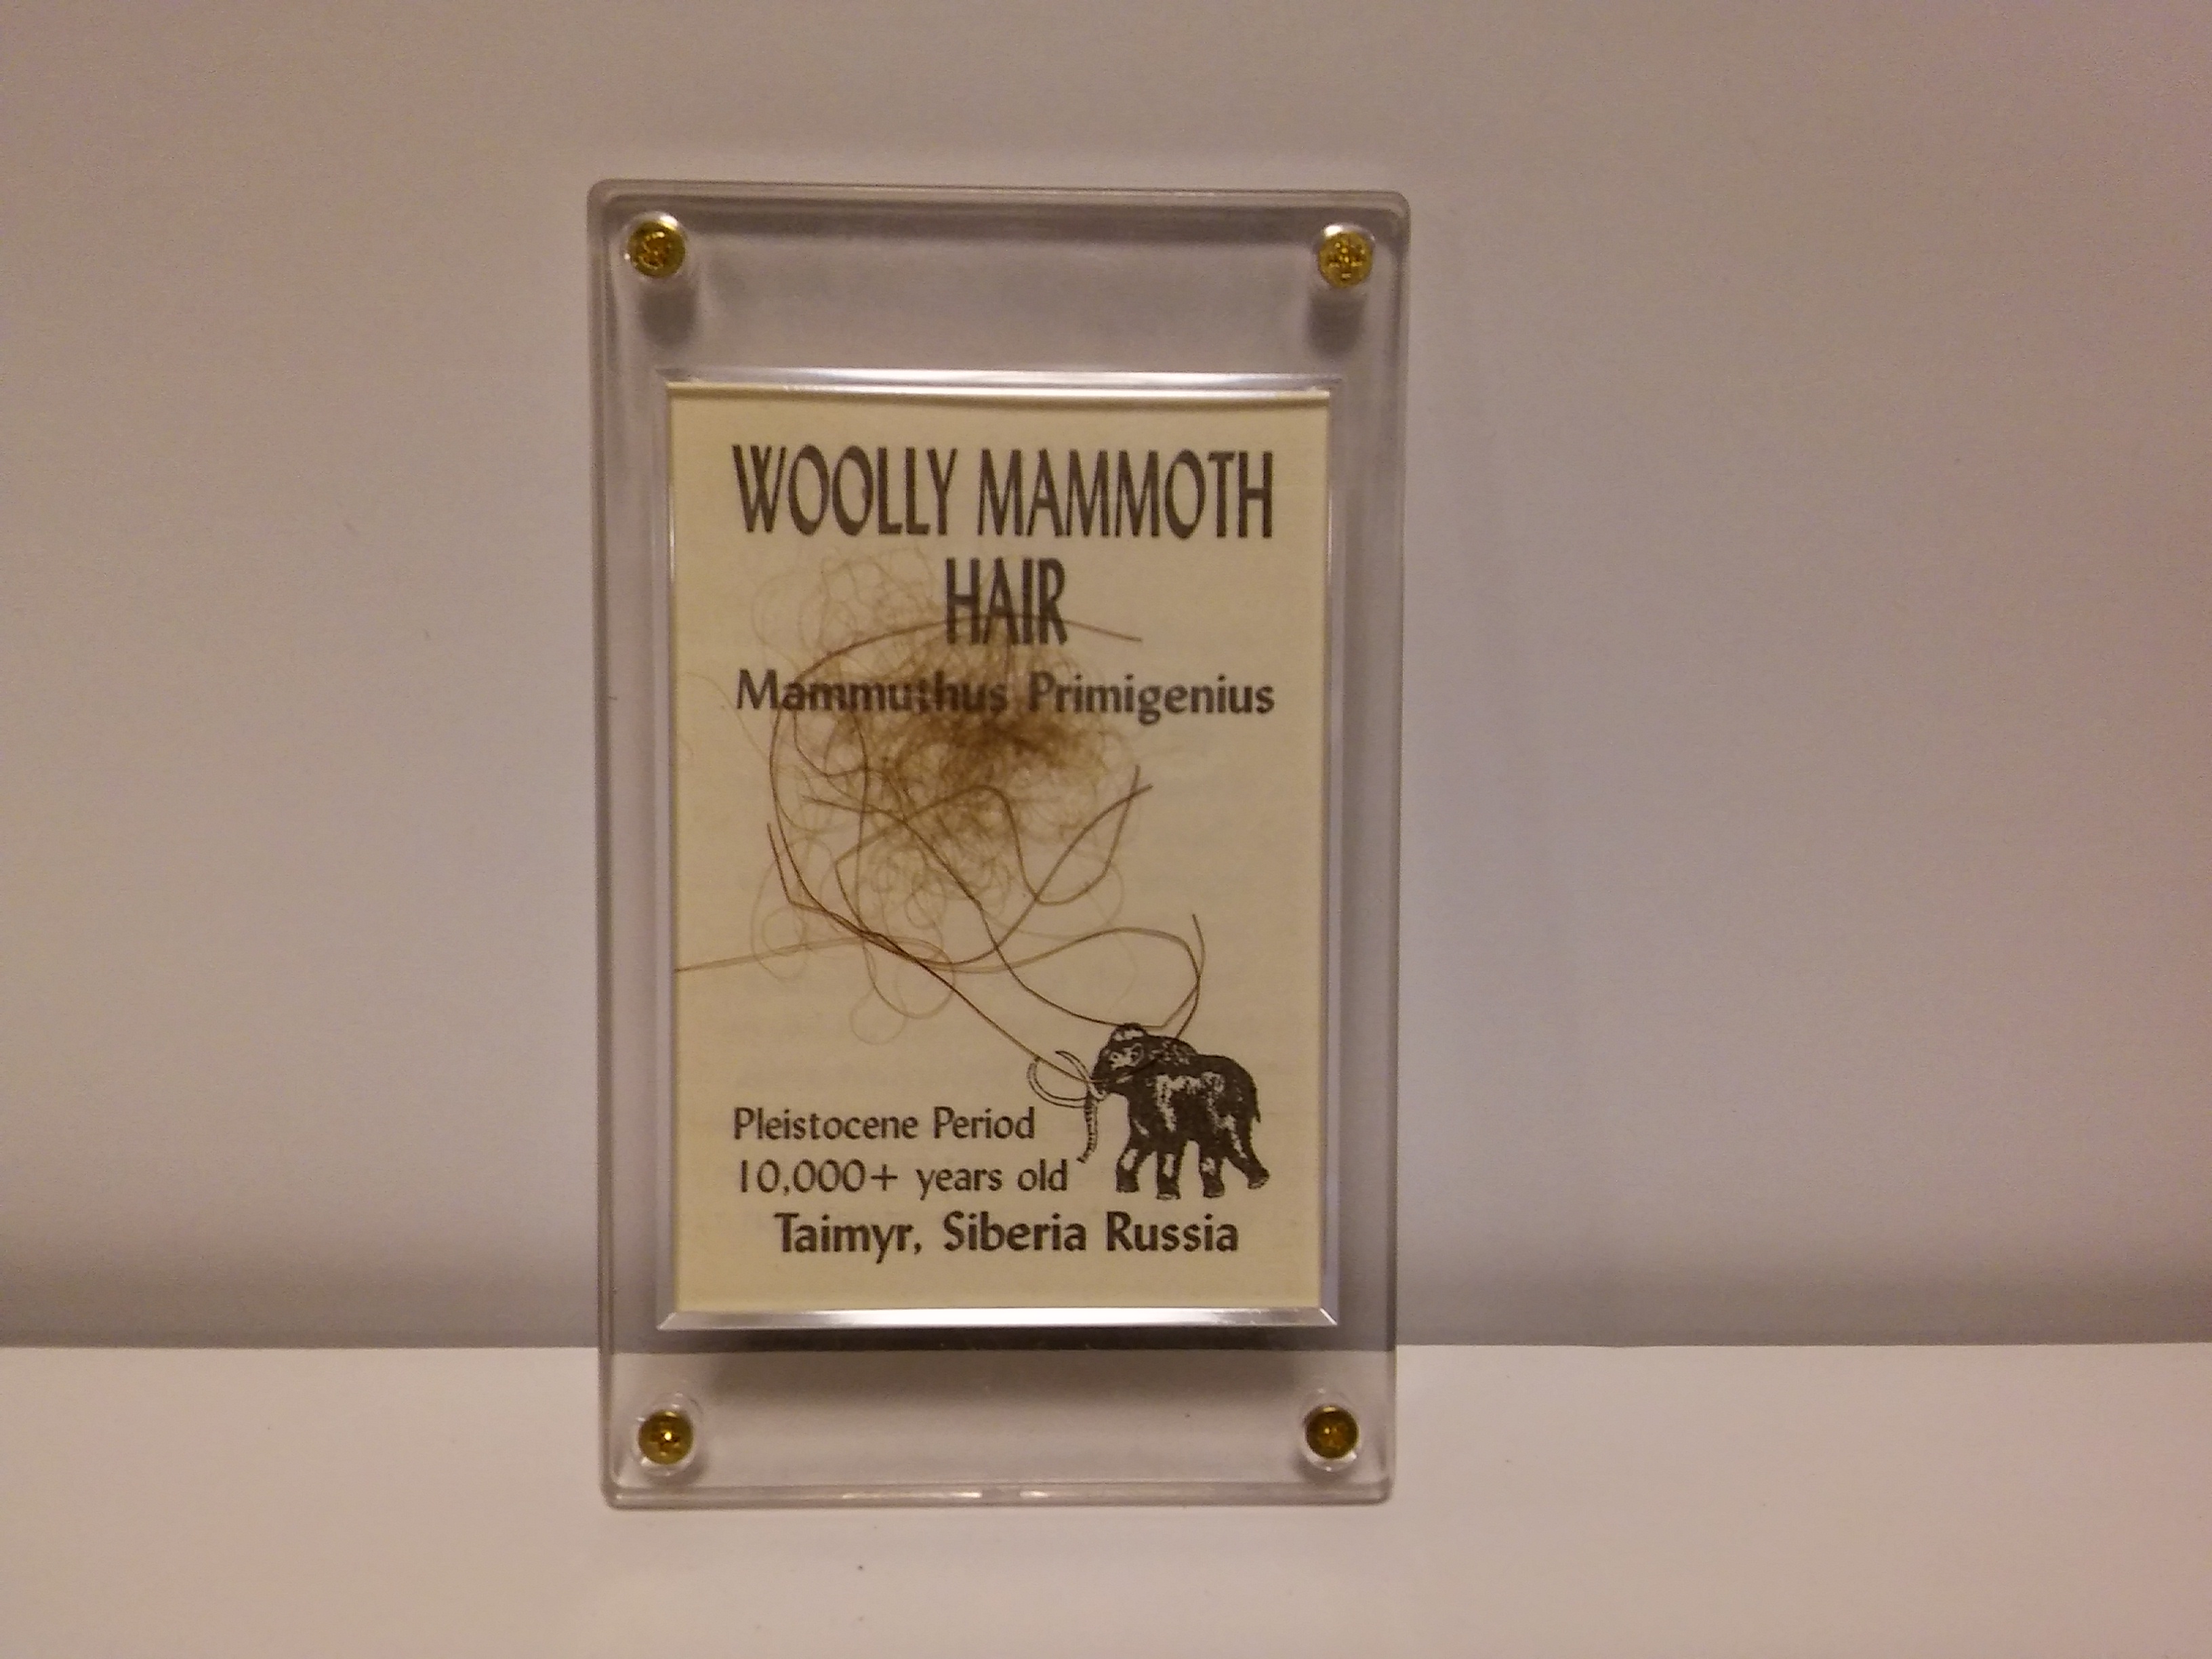 WOOLLY MAMMOTH
HAIR
Mammuthus Primigenius
Pleistocene Period
10,000+ years old
Taimyr, Siberia Russia